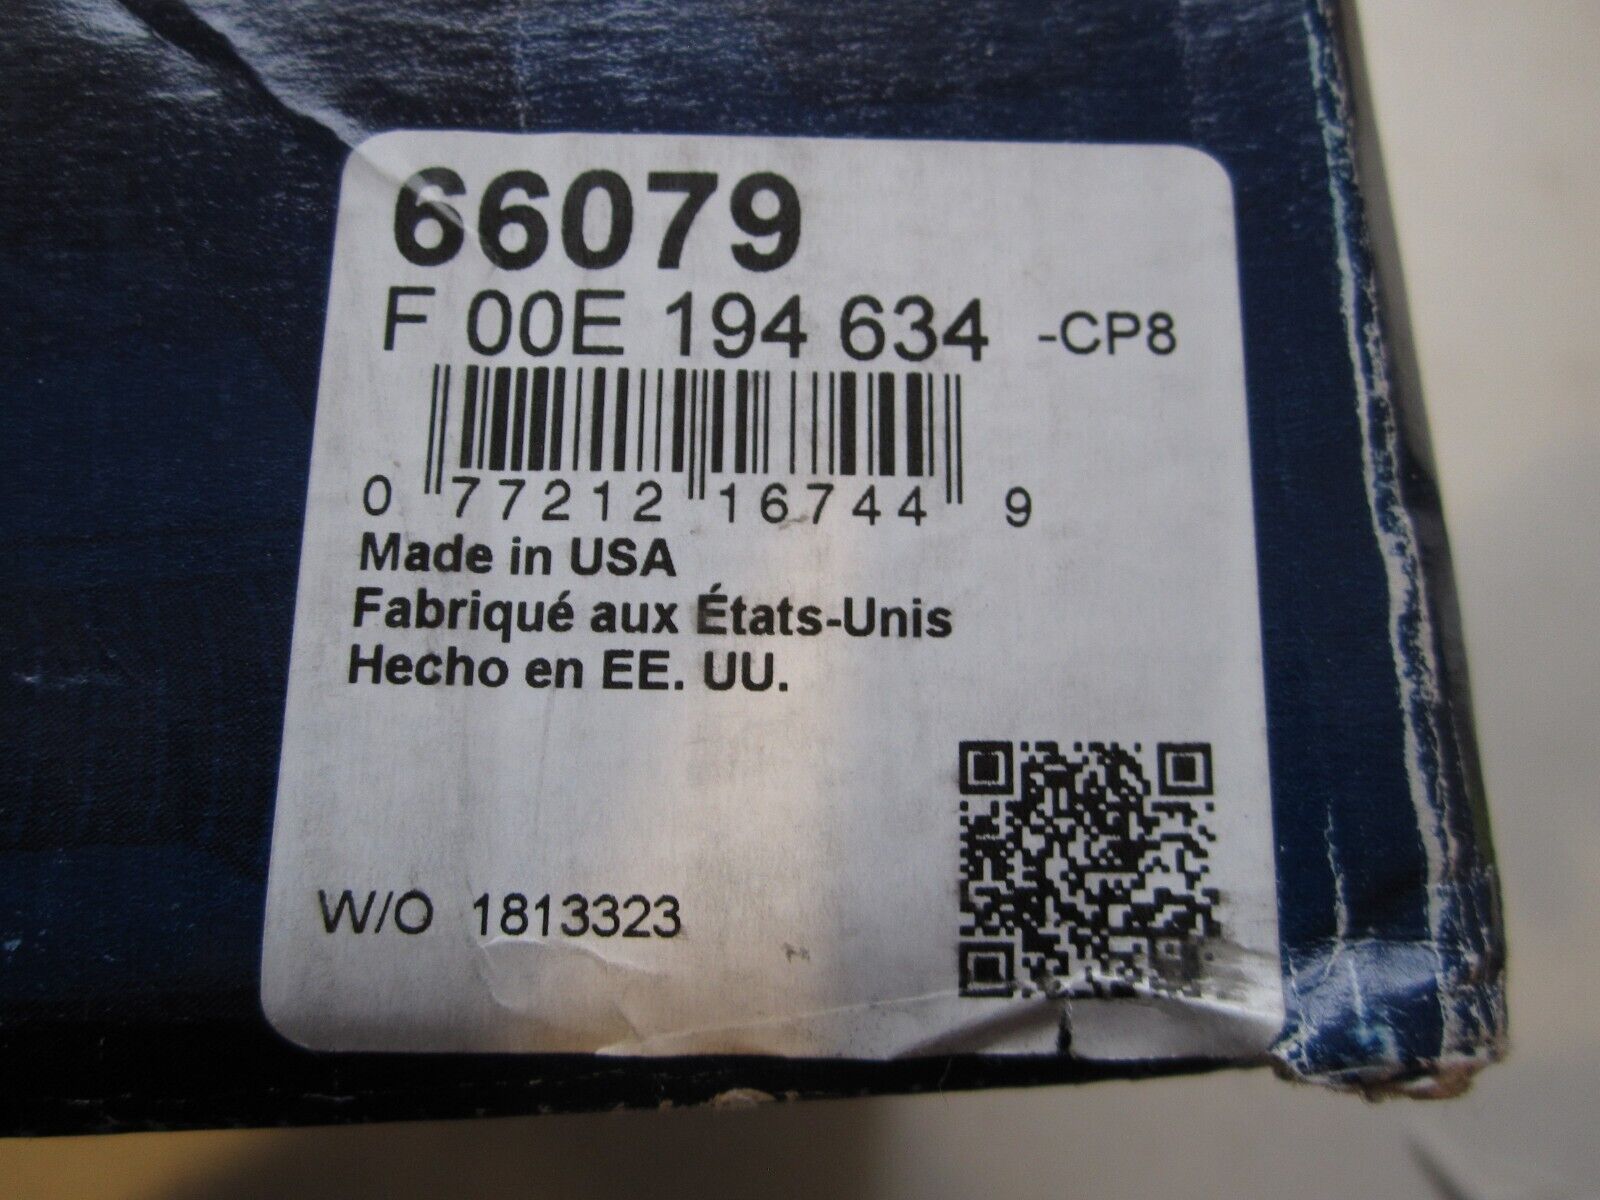 66079
F 00E 194 634 -CP8
0 77212 16744 9
Made in USA
Fabriqué aux États-Unis
Hecho en EE. UU.
W/O 1813323